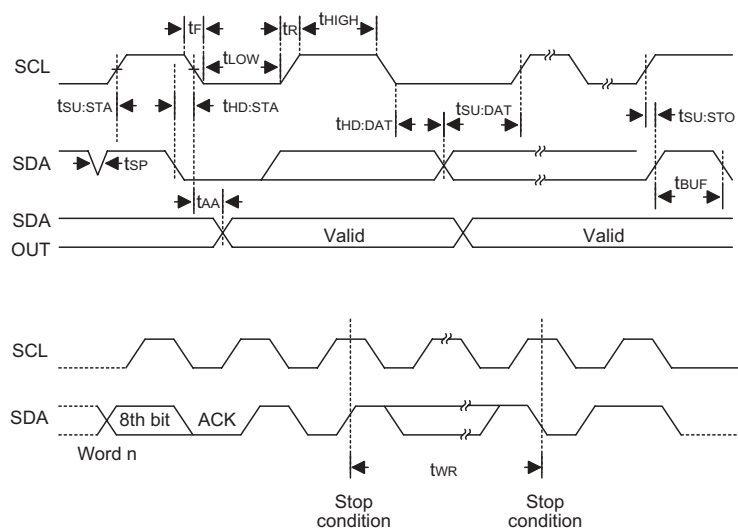 tF tR tHIGH
SCL tLOW
tSU:STA tHD:STA tHD:DAT tSU:DAT tSU:STO
SDA tSP tBUF
tAA
SDA
OUT Valid Valid
SCL
SDA 8th bit ACK
Word n
tWR
Stop condition Stop condition